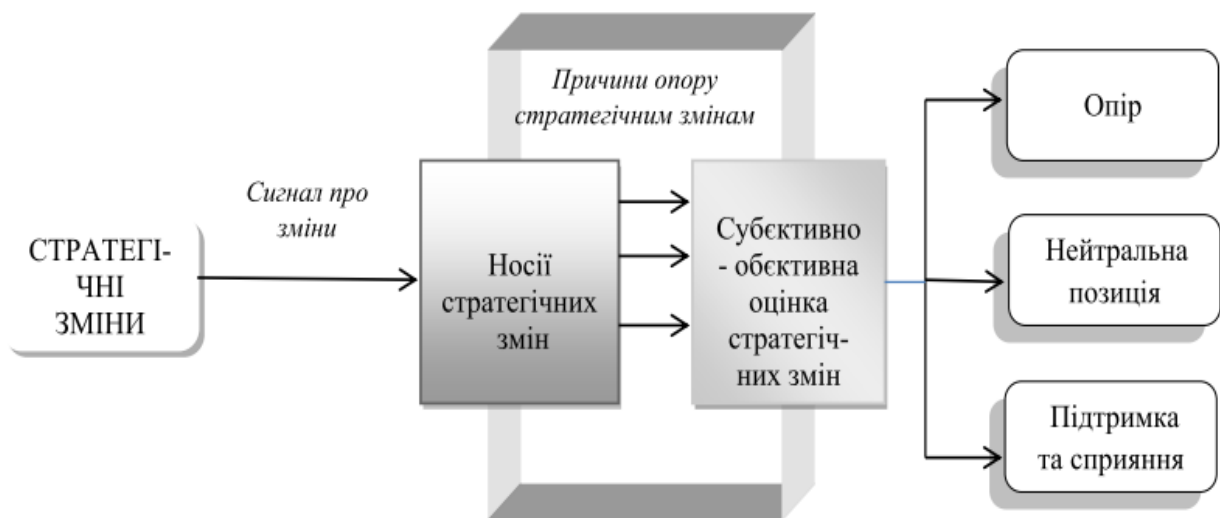 СТРАТЕГІ-
ЧНІ
ЗМІНИ
Сигнал про
зміни
Причини опору
стратегічним змінам
Носії
стратегічних
змін
Субєктивно
- обєктивна
оцінка
стратегіч-
них змін
Опір
Нейтральна
позиція
Підтримка
та сприяння